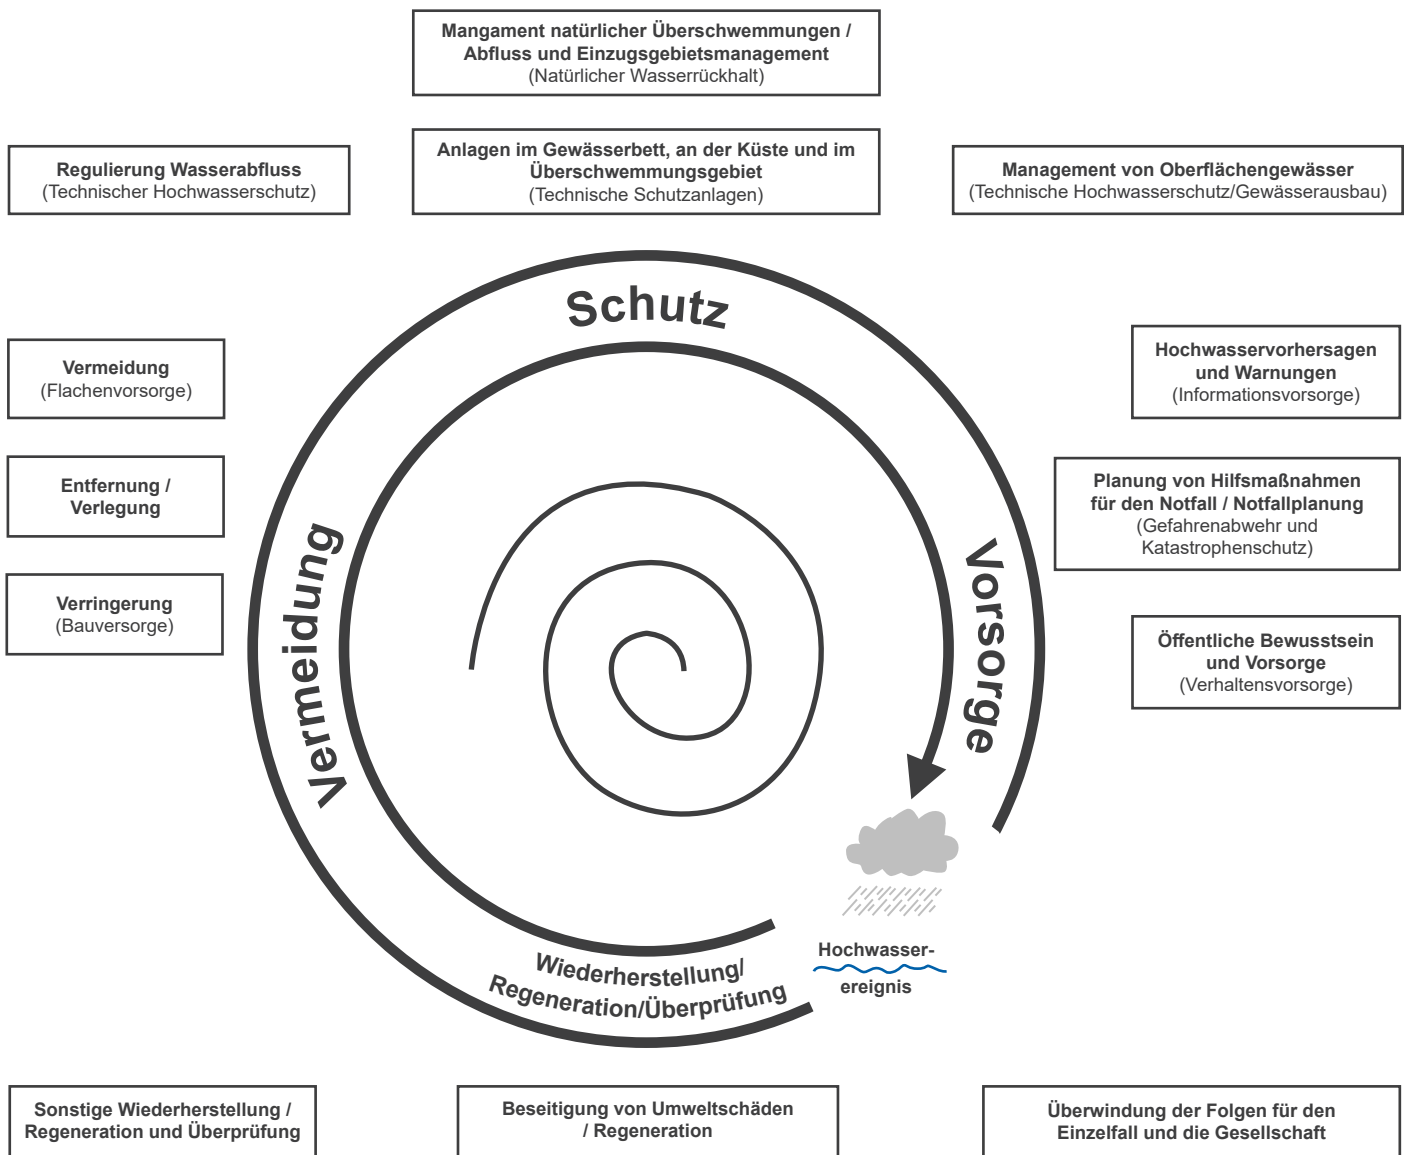 Mangament natürlicher Überschwemmungen /
Abfluss und Einzugsgebietsmanagement
(Natürlicher Wasserrückhalt)
Regulierung Wasserabfluss
(Technischer Hochwasserschutz)
Anlagen im Gewässerbett, an der Küste und im
Überschwemmungsgebiet
(Technische Schutzanlagen)
Management von Oberflächengewässer
(Technische Hochwasserschutz/Gewässerausbau)
Schutz
Vermeidung
(Flachenvorsorge)
Entfernung /
Verlegung
Verringerung
(Bauversorge)
Vermeidung
Vorsorge
Hochwasservorhersagen
und Warnungen
(Informationsvorsorge)
Planung von Hilfsmaßnahmen
für den Notfall / Notfallplanung
(Gefahrenabwehr und
Katastrophenschutz)
Öffentliche Bewusstsein
und Vorsorge
(Verhaltensvorsorge)
Hochwasser-
ereignis
Wiederherstellung/
Regeneration/Überprüfung
Sonstige Wiederherstellung /
Regeneration und Überprüfung
Beseitigung von Umweltschäden
/ Regeneration
Überwindung der Folgen für den
Einzelfall und die Gesellschaft